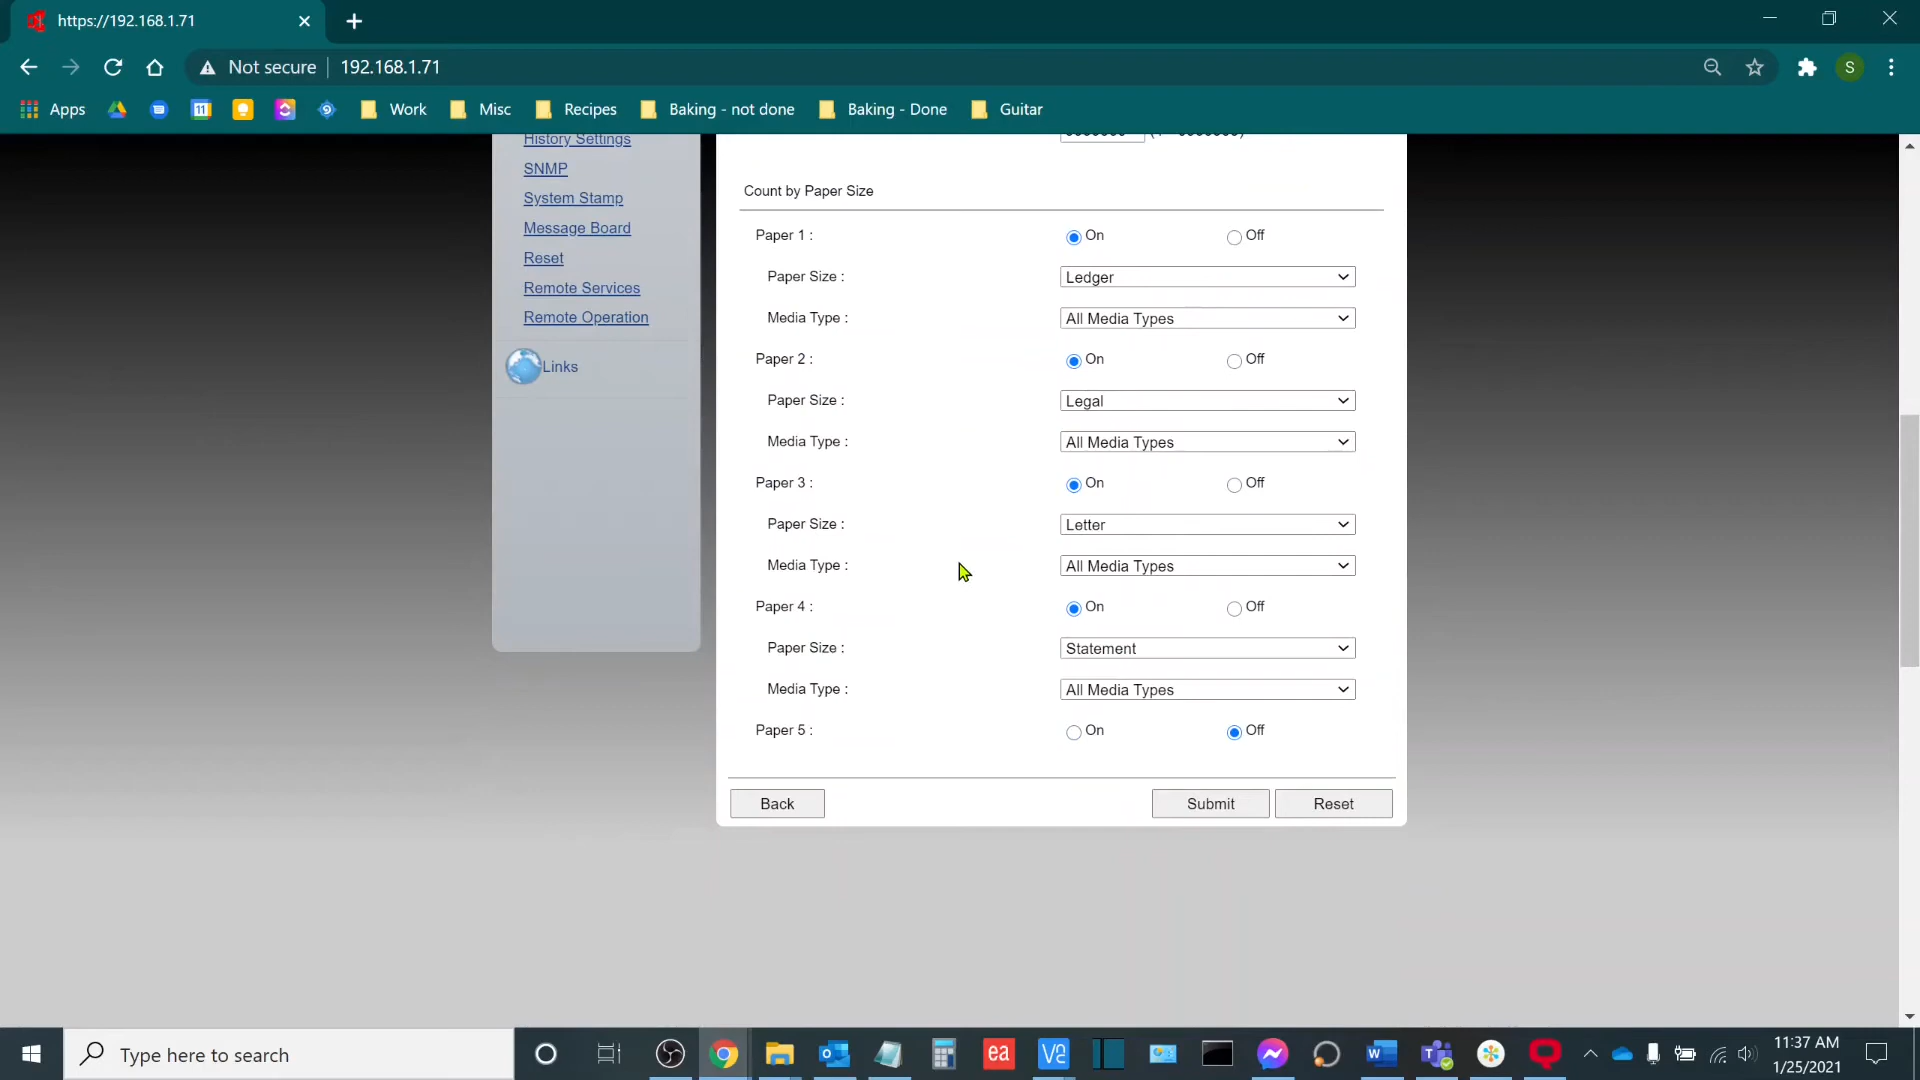 https://192.168.1.71
Not secure 192.168.1.71
Apps 11 Work Misc Recipes Baking - not done Baking - Done Guitar S
History Settings
SNMP
System Stamp
Message Board
Reset
Remote Services
Remote Operation
Links
Count by Paper Size
Paper 1 : On Off
Paper Size : Ledger
Media Type : All Media Types
Paper 2 : On Off
Paper Size : Legal
Media Type : All Media Types
Paper 3 : On Off
Paper Size : Letter
Media Type : All Media Types
Paper 4 : On Off
Paper Size : Statement
Media Type : All Media Types
Paper 5 : On Off
Back Submit Reset
Type here to search
ea
11:37 AM
1/25/2021